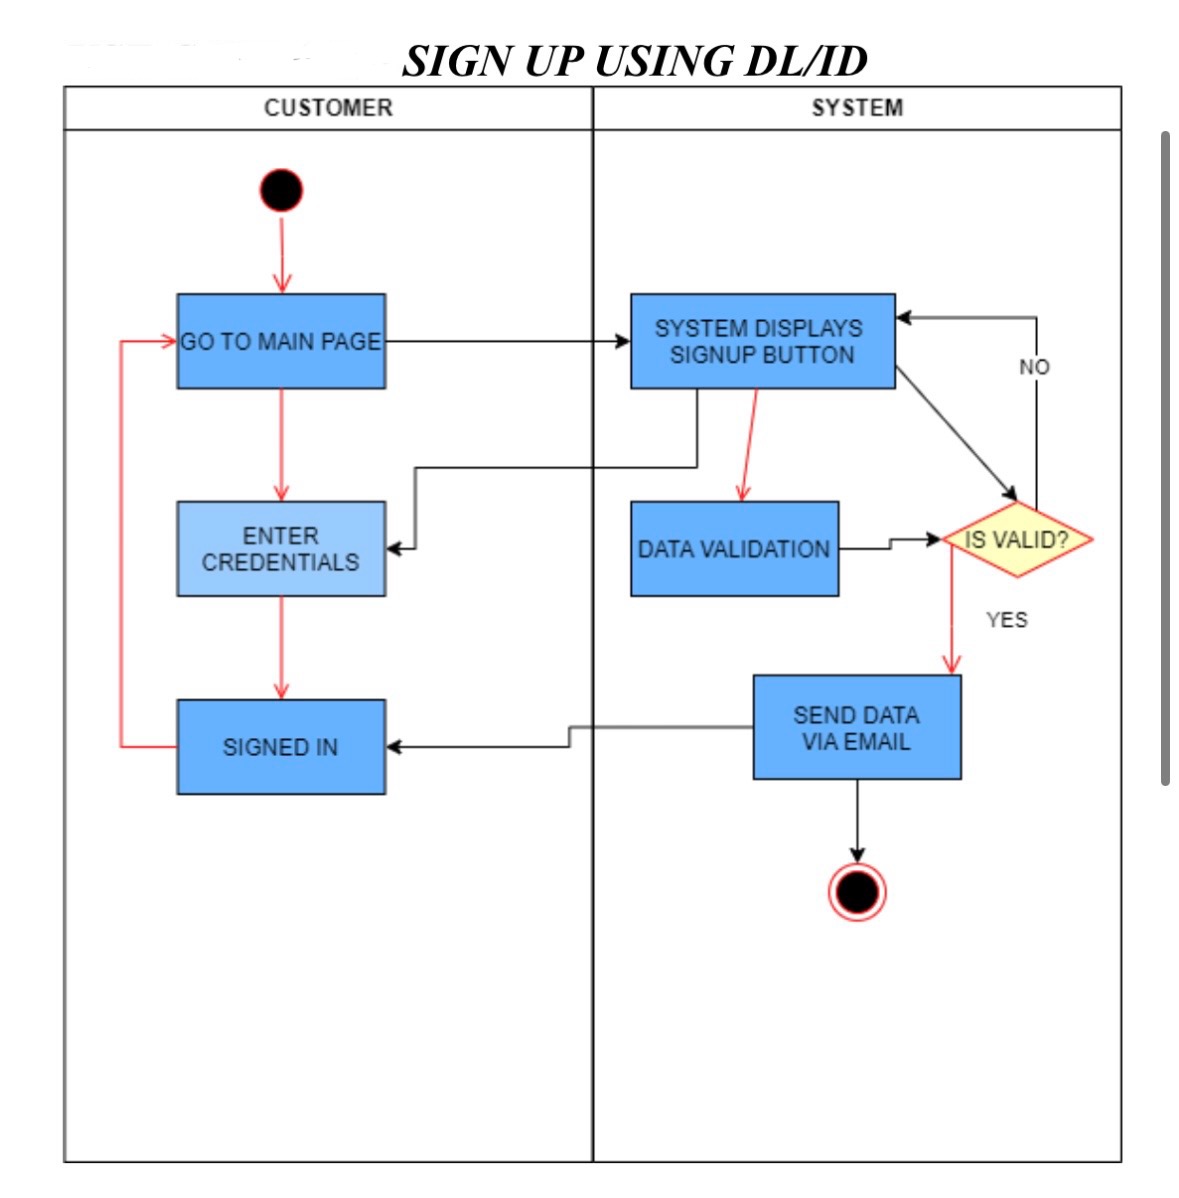 SIGN UP USING DL/ID
CUSTOMER
SYSTEM
GO TO MAIN PAGE
SYSTEM DISPLAYS
SIGNUP BUTTON
NO
ENTER
CREDENTIALS
DATA VALIDATION
IS VALID?
YES
SEND DATA
VIA EMAIL
SIGNED IN